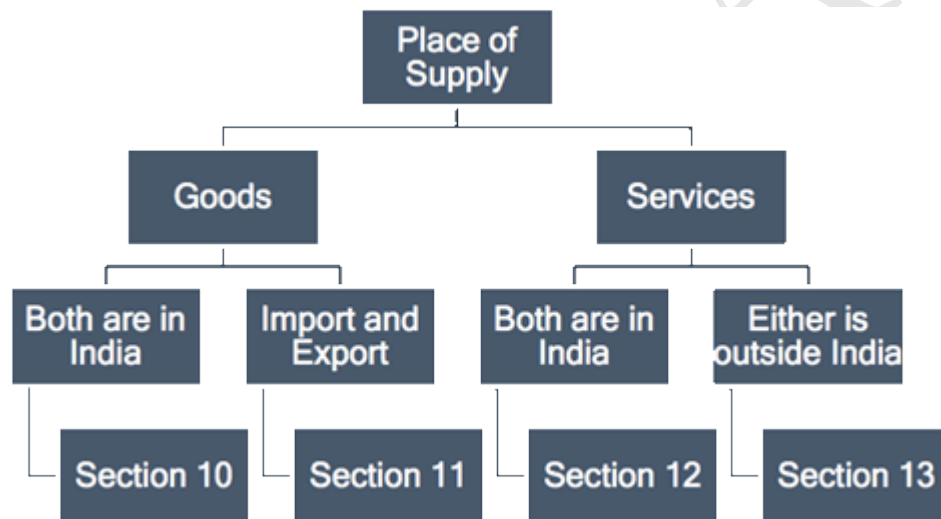 Place of
Supply
Goods
Services
Both are in
India
Import and
Export
Both are in
India
Either is
outside India
Section 10
Section 11
Section 12
Section 13